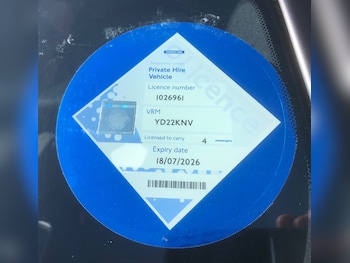 Private Hire
Vehicle
Licence number
1026961
VRM
YD22KNV
Licensed to carry 4 passengers
Expiry date
18/07/2026